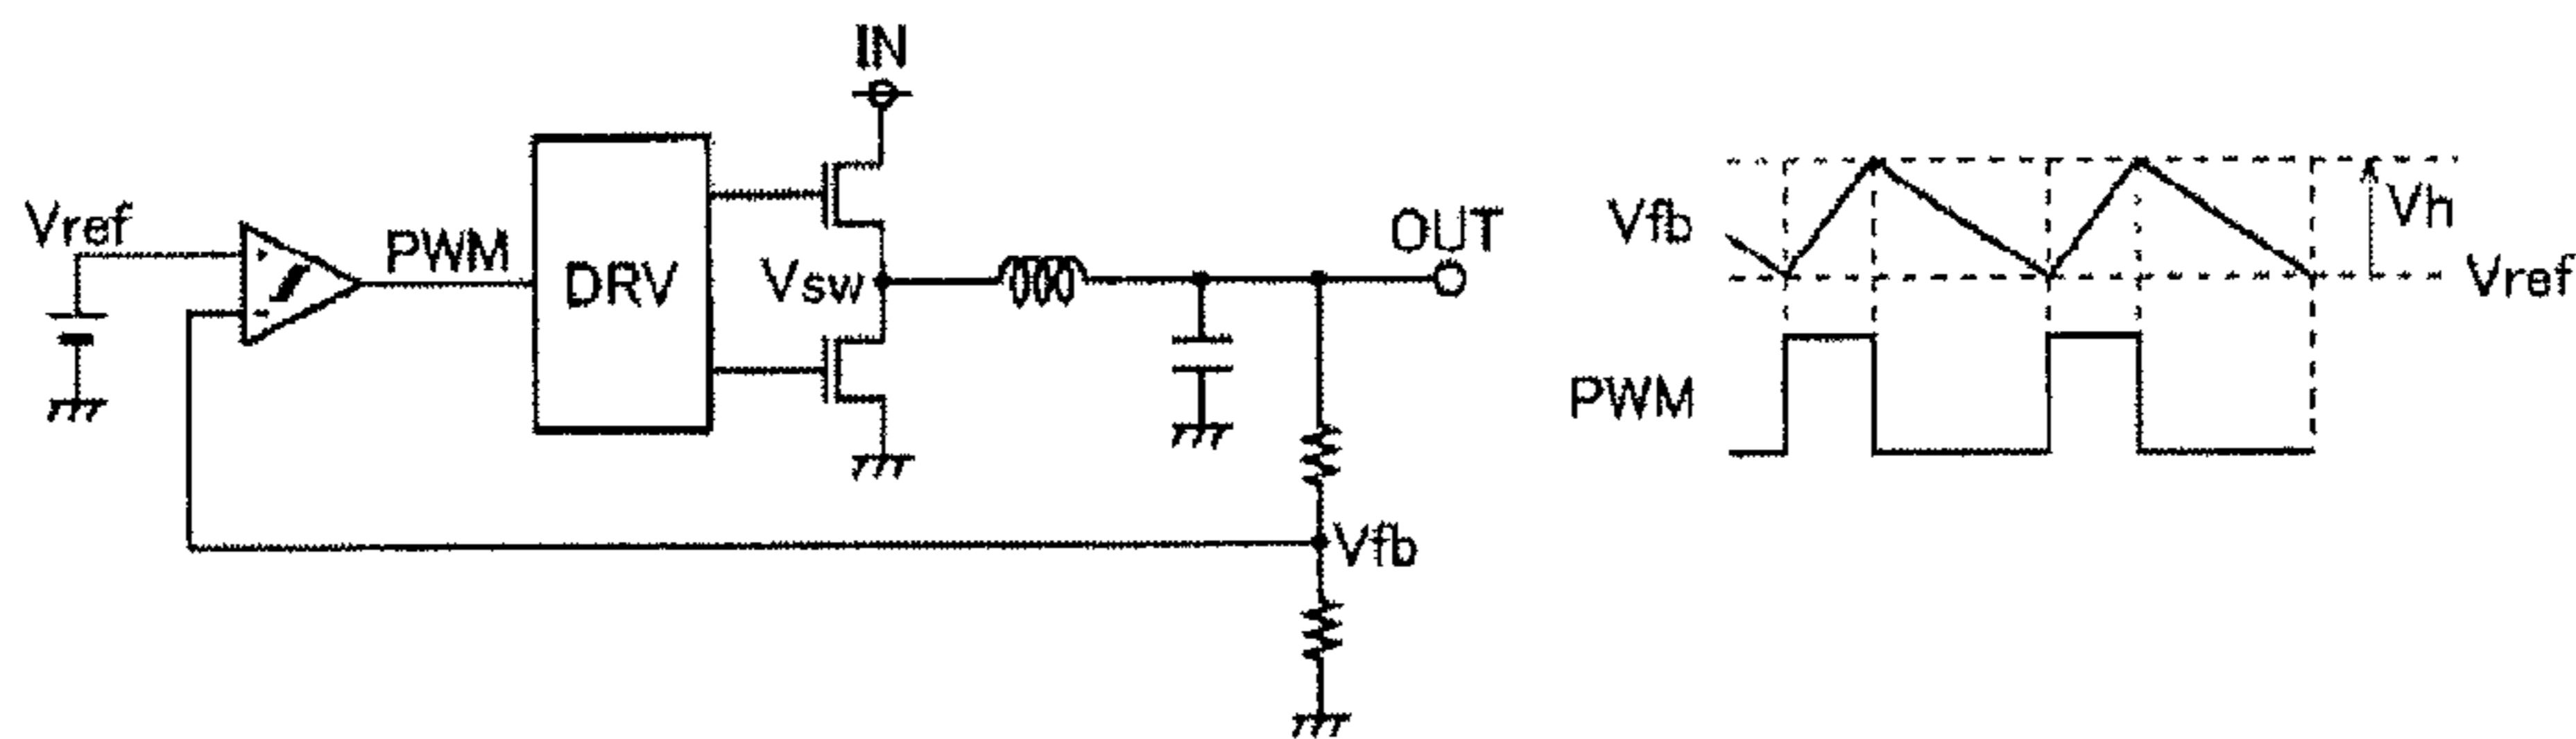 IN
Vref
PWM
DRV
Vsw
OUT
Vfb
Vfb
Vh
Vref
PWM